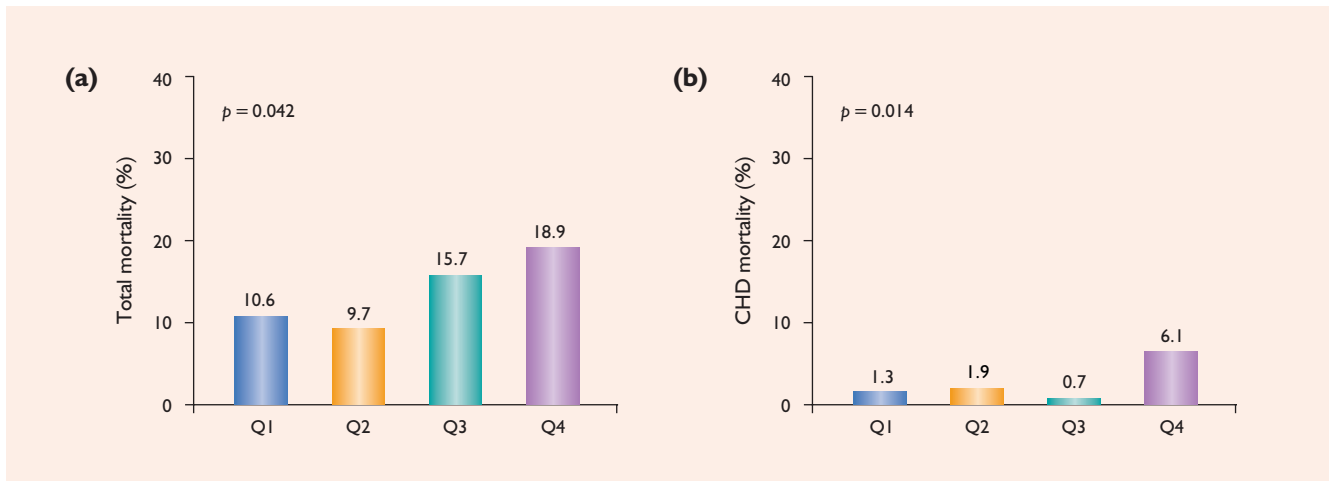 (a)
Total mortality (%)
40
30
20
10
0
p = 0.042
10.6
9.7
15.7
18.9
Q1 Q2 Q3 Q4
(b)
CHD mortality (%)
40
30
20
10
0
p = 0.014
1.3
1.9
0.7
6.1
Q1 Q2 Q3 Q4